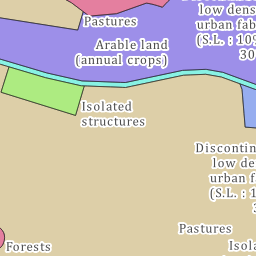 Pastures
Arable land
(annual crops)
low dens
urban fab
(S.L. : 10%
30
Isolated
structures
Discontin
low de
urban fa
(S.L. : 1
Pastures
Isola
Forests